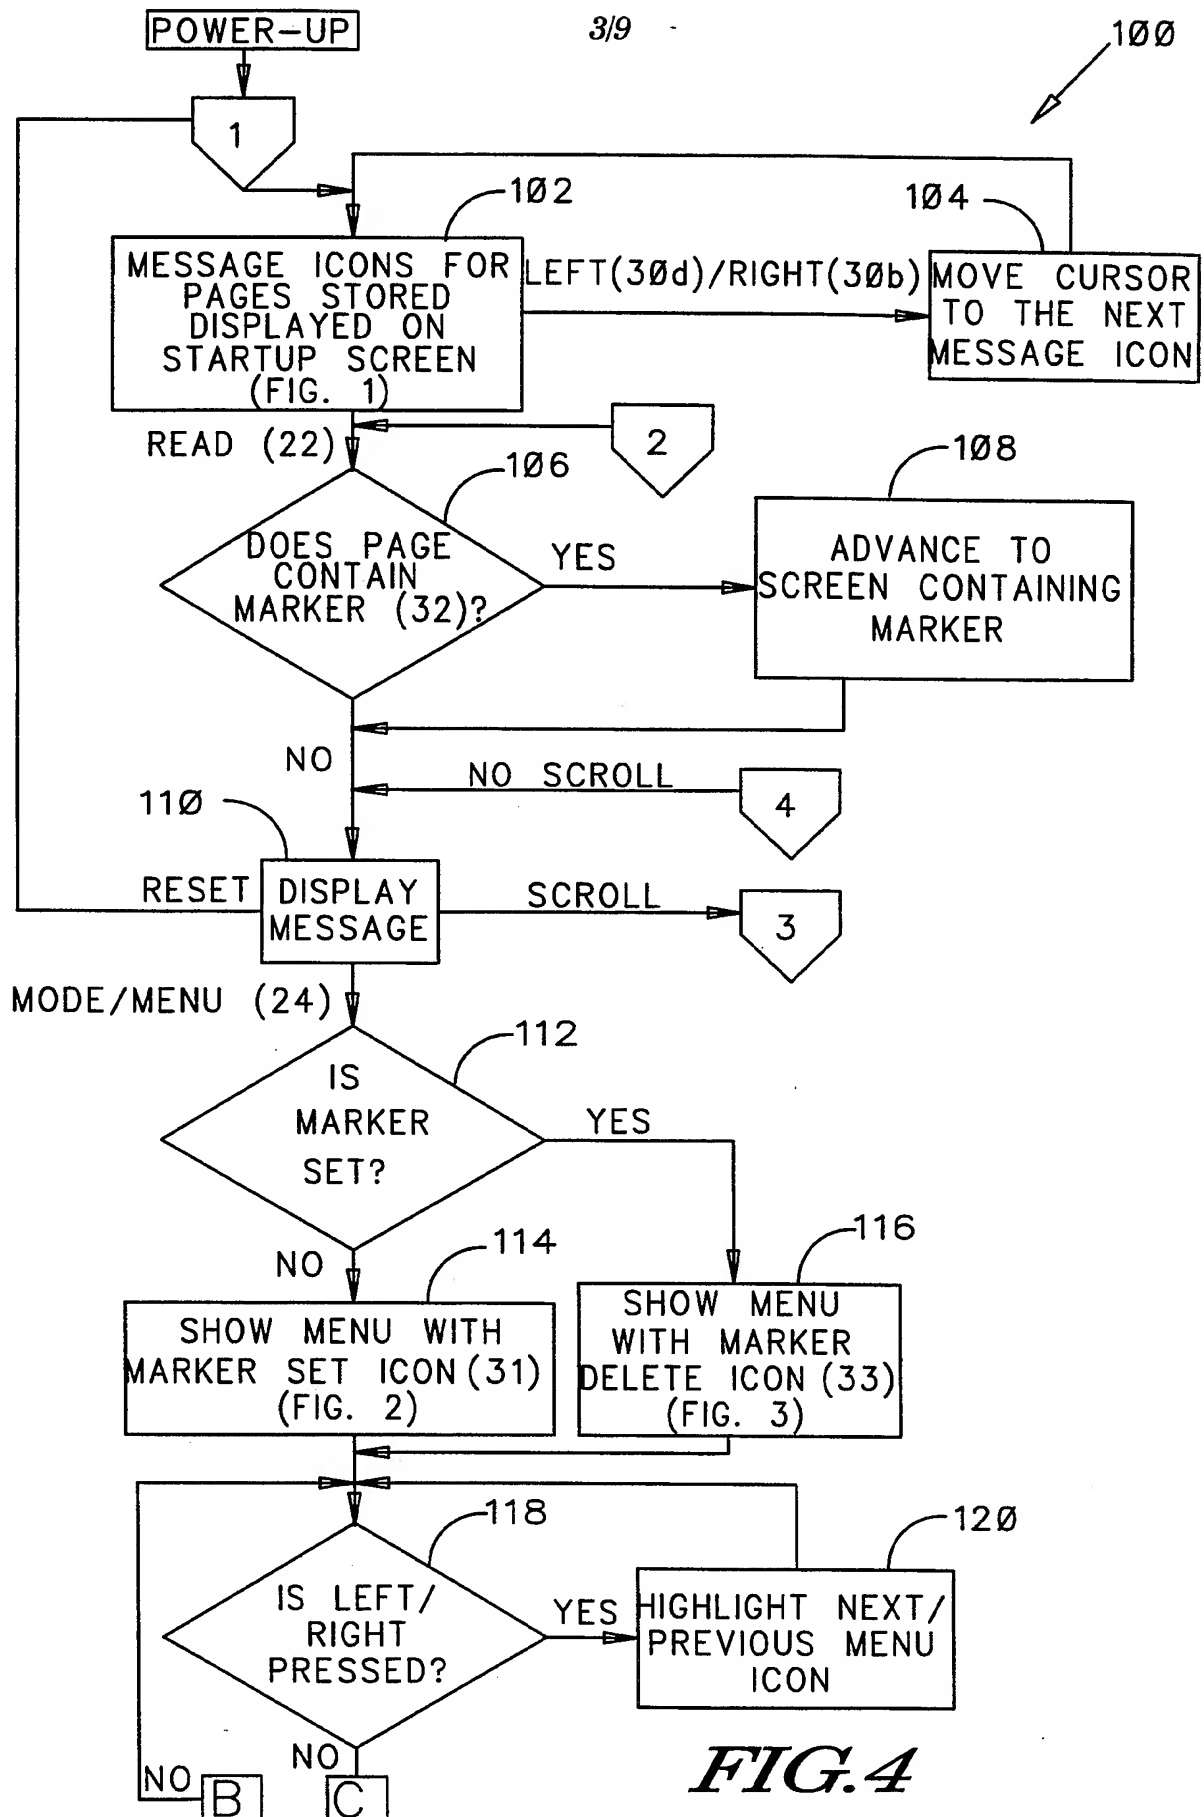 3/9
POWER-UP
100
1
102
104
MESSAGE ICONS FOR
PAGES STORED
DISPLAYED ON
STARTUP SCREEN
(FIG. 1)
LEFT(30d)/RIGHT(30b)
MOVE CURSOR
TO THE NEXT
MESSAGE ICON
READ (22)
2
106
108
DOES PAGE
CONTAIN
MARKER (32)?
YES
ADVANCE TO
SCREEN CONTAINING
MARKER
NO
NO SCROLL
4
110
RESET
DISPLAY
MESSAGE
SCROLL
3
MODE/MENU (24)
112
IS
MARKER
SET?
YES
NO
114
116
SHOW MENU WITH
MARKER SET ICON (31)
(FIG. 2)
SHOW MENU
WITH MARKER
DELETE ICON (33)
(FIG. 3)
118
120
IS LEFT/
RIGHT
PRESSED?
YES
HIGHLIGHT NEXT/
PREVIOUS MENU
ICON
NO
B
NO
C
FIG.4